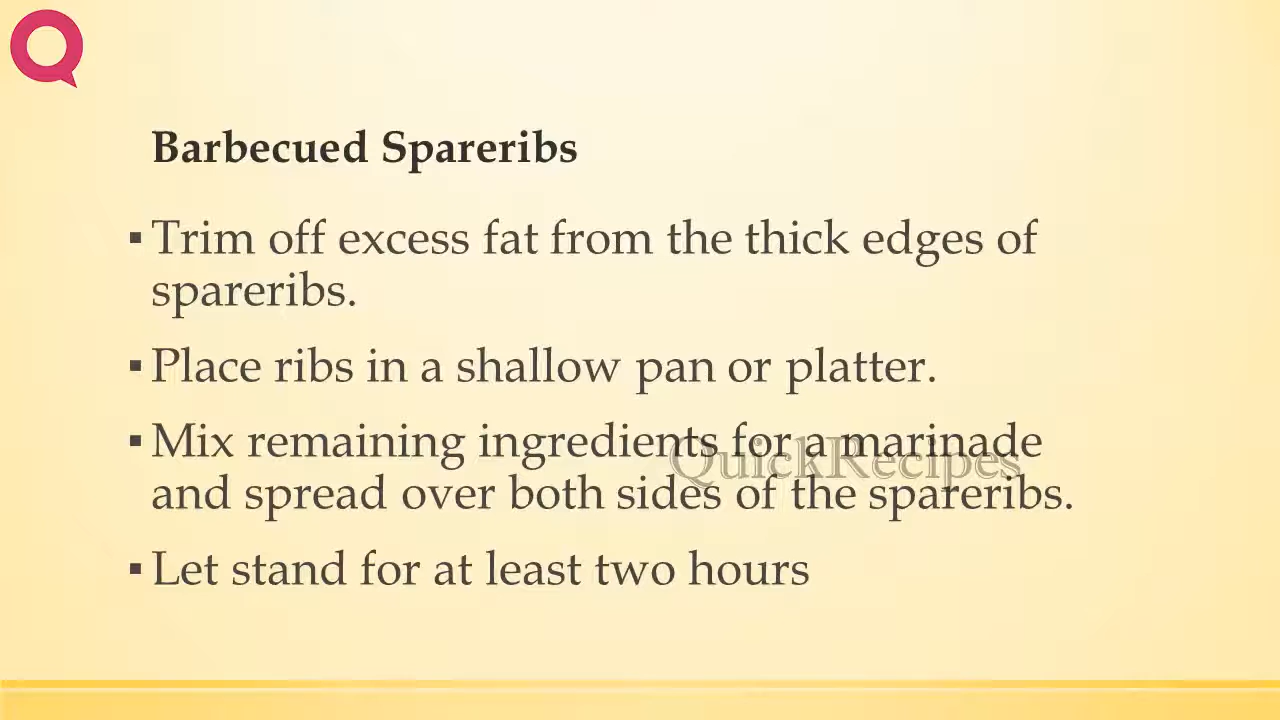 Barbecued Spareribs
▪ Trim off excess fat from the thick edges of
spareribs.
▪ Place ribs in a shallow pan or platter.
▪ Mix remaining ingredients for a marinade
QuickRecipes
and spread over both sides of the spareribs.
▪ Let stand for at least two hours